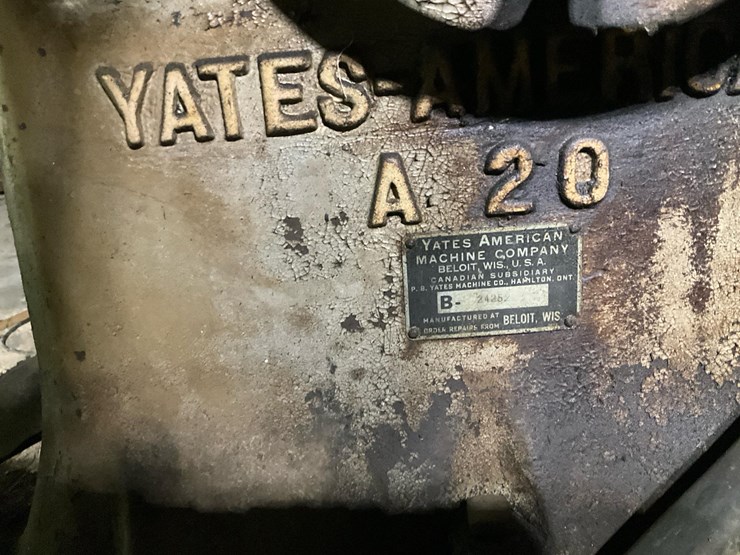 YATES-AMERIC
A 20
YATES AMERICAN
MACHINE COMPANY
BELOIT, WIS., U.S.A.
CANADIAN SUBSIDIARY
P. B. YATES MACHINE CO., HAMILTON, ONT.
B-
MANUFACTURED AT BELOIT, WIS.
ORDER REPAIRS FROM